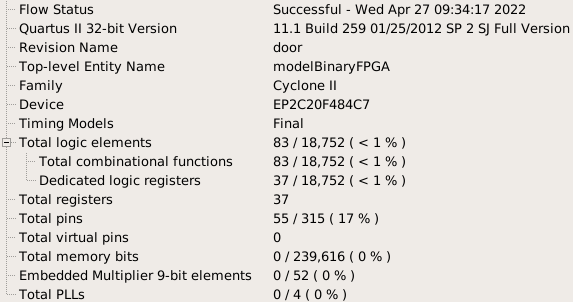 Flow Status Successful - Wed Apr 27 09:34:17 2022
Quartus II 32-bit Version 11.1 Build 259 01/25/2012 SP 2 SJ Full Version
Revision Name door
Top-level Entity Name modelBinaryFPGA
Family Cyclone II
Device EP2C20F484C7
Timing Models Final
Total logic elements 83 / 18,752 ( < 1 % )
Total combinational functions 83 / 18,752 ( < 1 % )
Dedicated logic registers 37 / 18,752 ( < 1 % )
Total registers 37
Total pins 55 / 315 ( 17 % )
Total virtual pins 0
Total memory bits 0 / 239,616 ( 0 % )
Embedded Multiplier 9-bit elements 0 / 52 ( 0 % )
Total PLLs 0 / 4 ( 0 % )